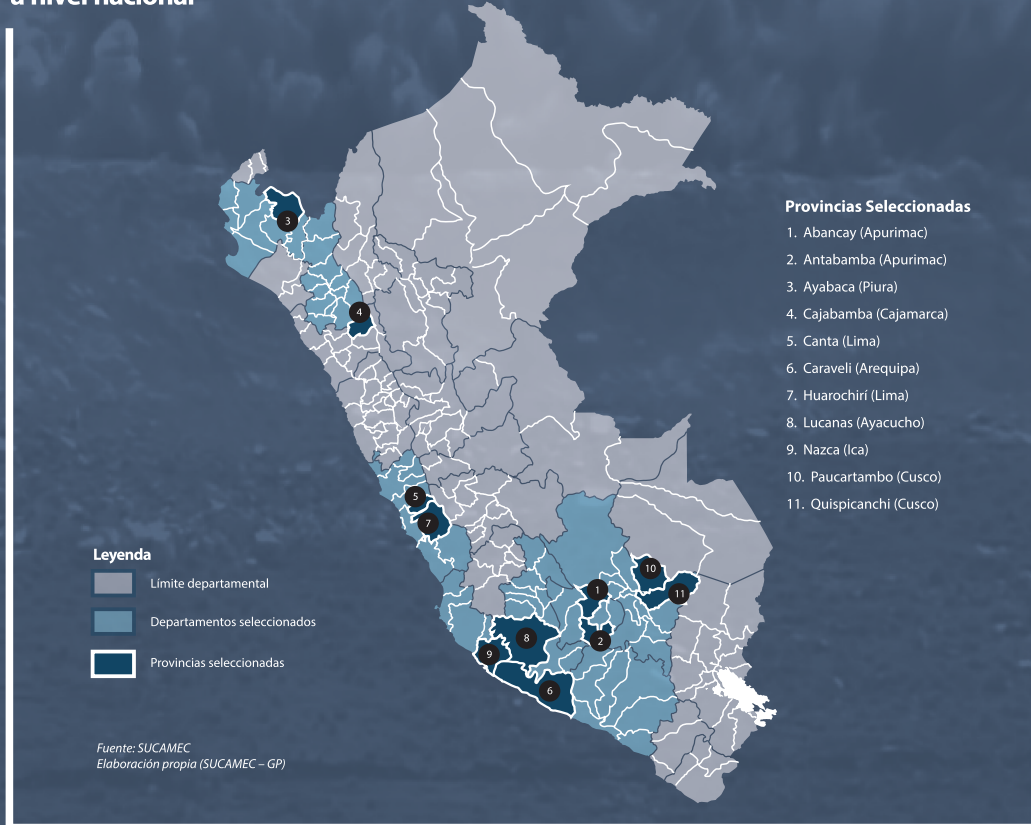 a nivel nacional
3
4
5
7
10
1
11
8
2
9
6
Provincias Seleccionadas
1. Abancay (Apurimac)
2. Antabamba (Apurimac)
3. Ayabaca (Piura)
4. Cajabamba (Cajamarca)
5. Canta (Lima)
6. Caraveli (Arequipa)
7. Huarochirí (Lima)
8. Lucanas (Ayacucho)
9. Nazca (Ica)
10. Paucartambo (Cusco)
11. Quispicanchi (Cusco)
Leyenda
Límite departamental
Departamentos seleccionados
Provincias seleccionadas
Fuente: SUCAMEC
Elaboración propia (SUCAMEC – GP)